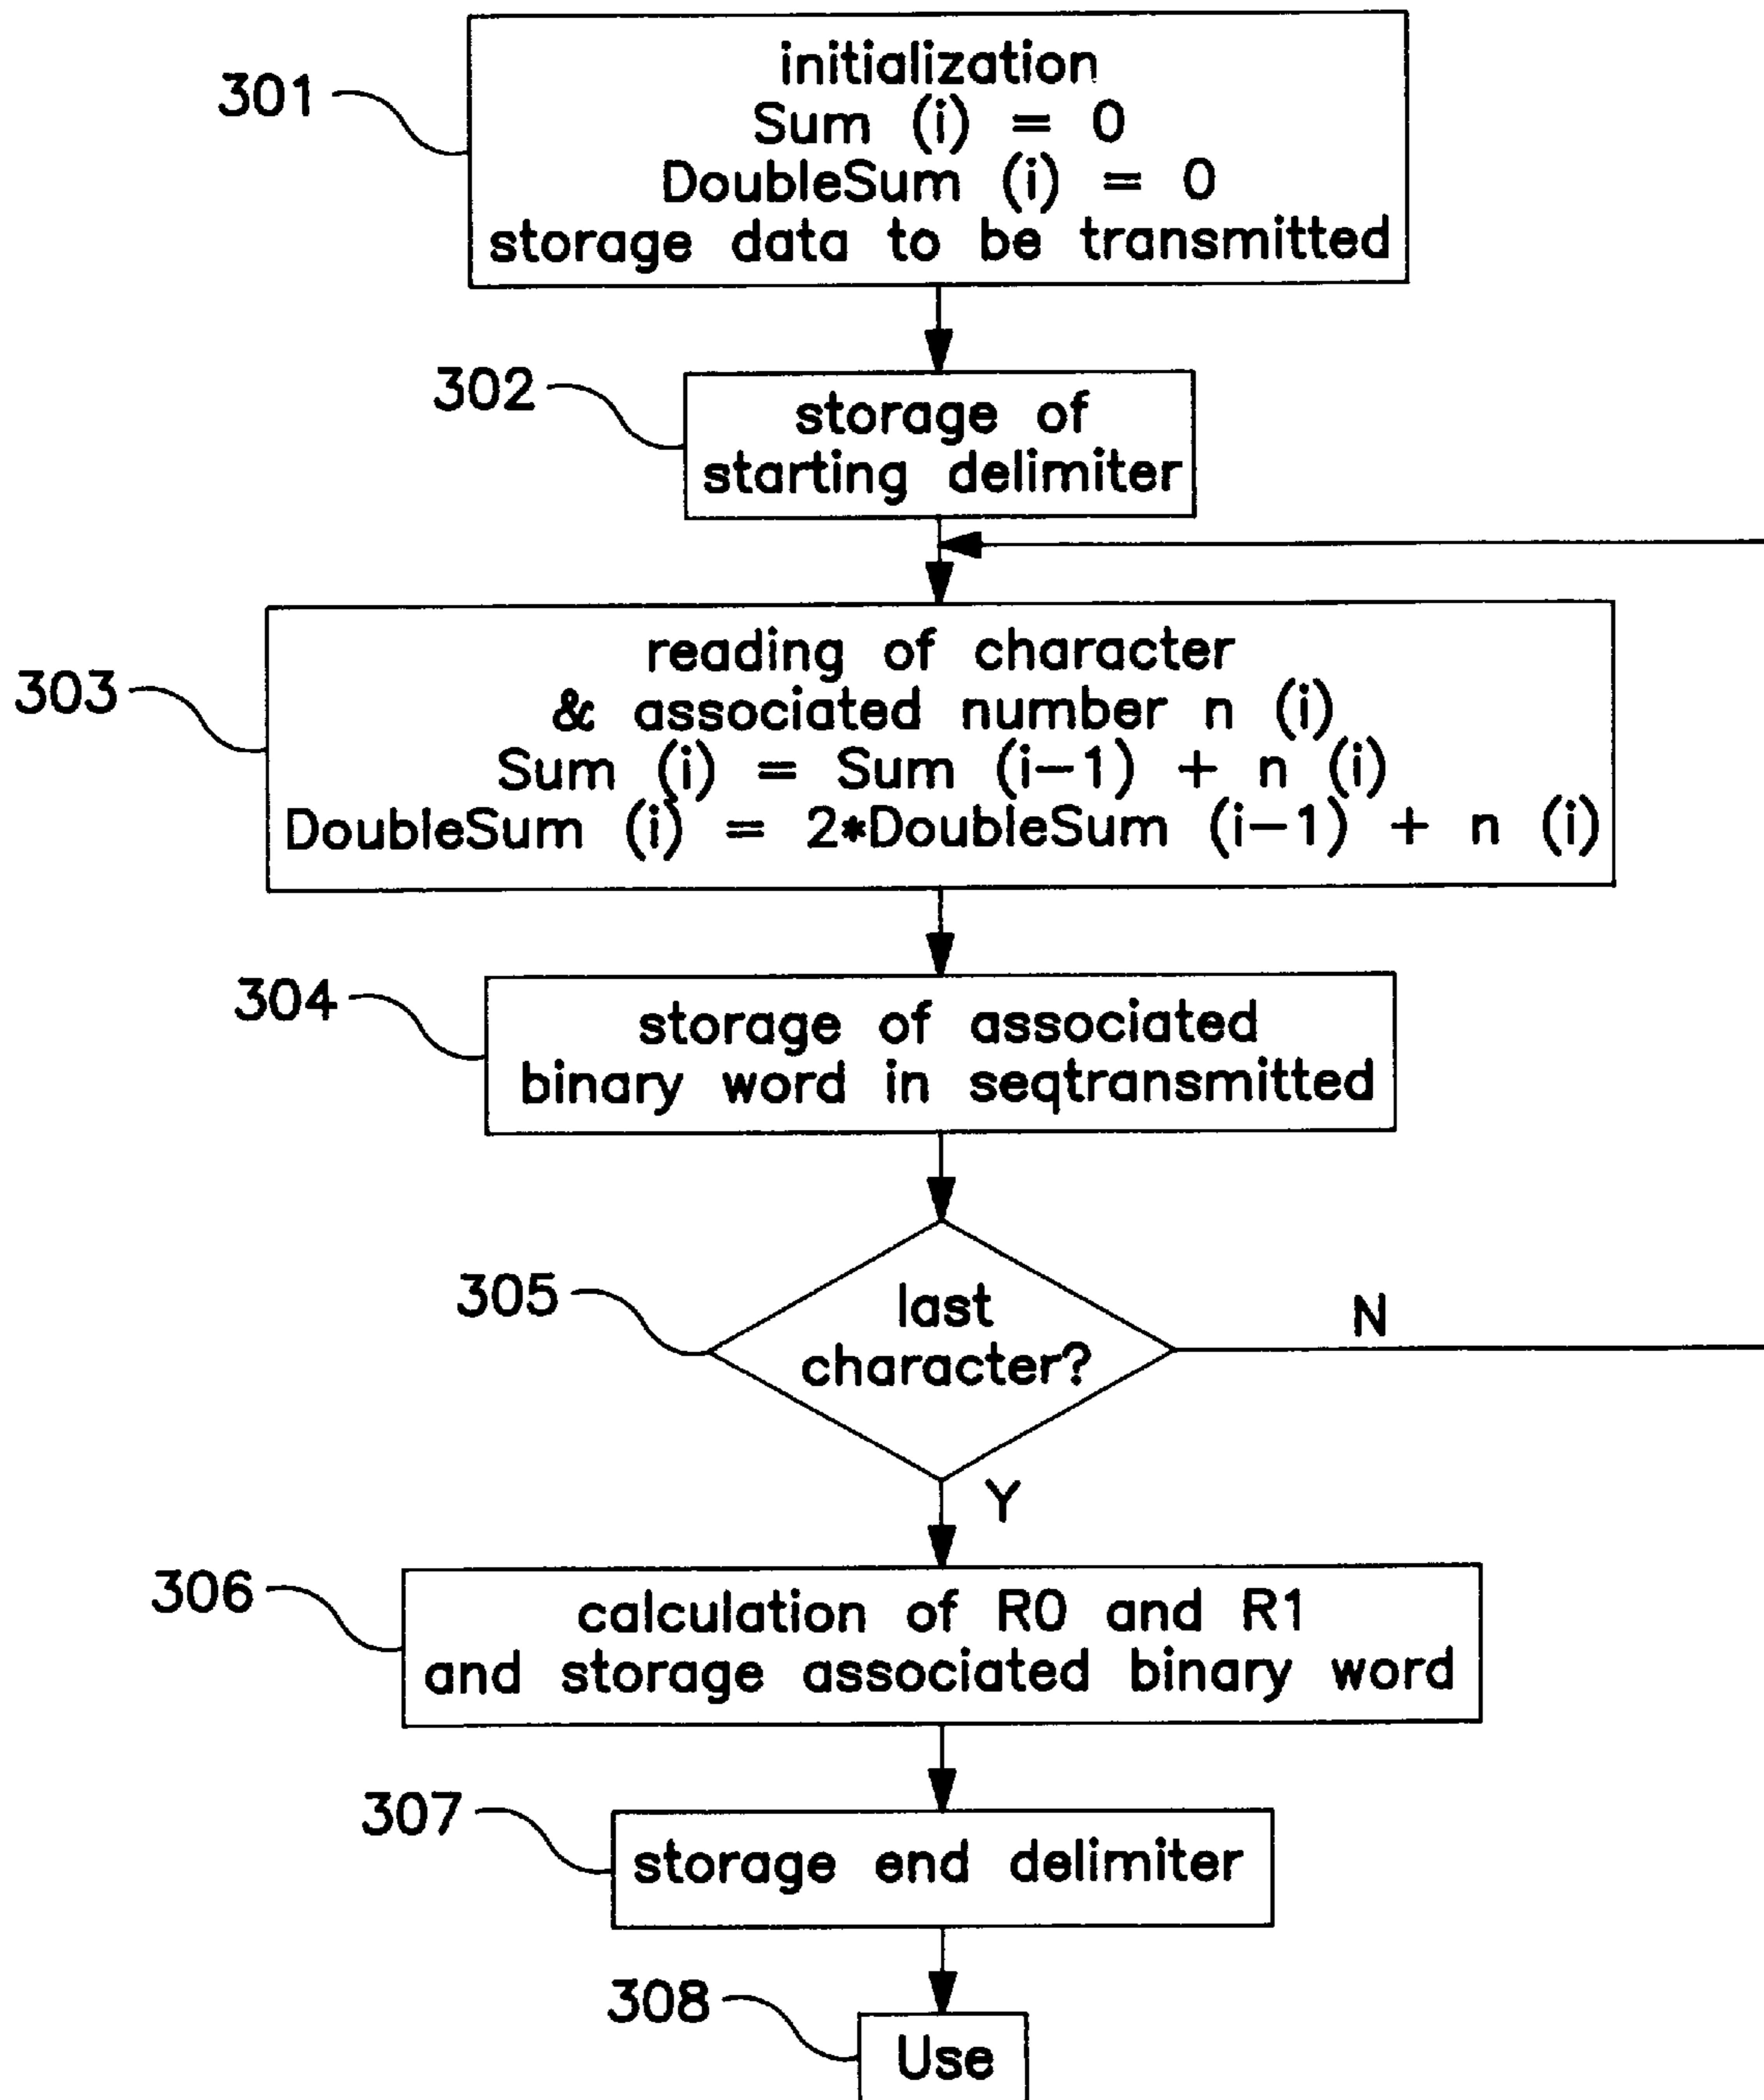 301
initialization
Sum (i) = 0
DoubleSum (i) = 0
storage data to be transmitted
302
storage of
starting delimiter
303
reading of character
& associated number n (i)
Sum (i) = Sum (i-1) + n (i)
DoubleSum (i) = 2*DoubleSum (i-1) + n (i)
304
storage of associated
binary word in seqtransmitted
305
last
character?
N
Y
306
calculation of R0 and R1
and storage associated binary word
307
storage end delimiter
308
Use